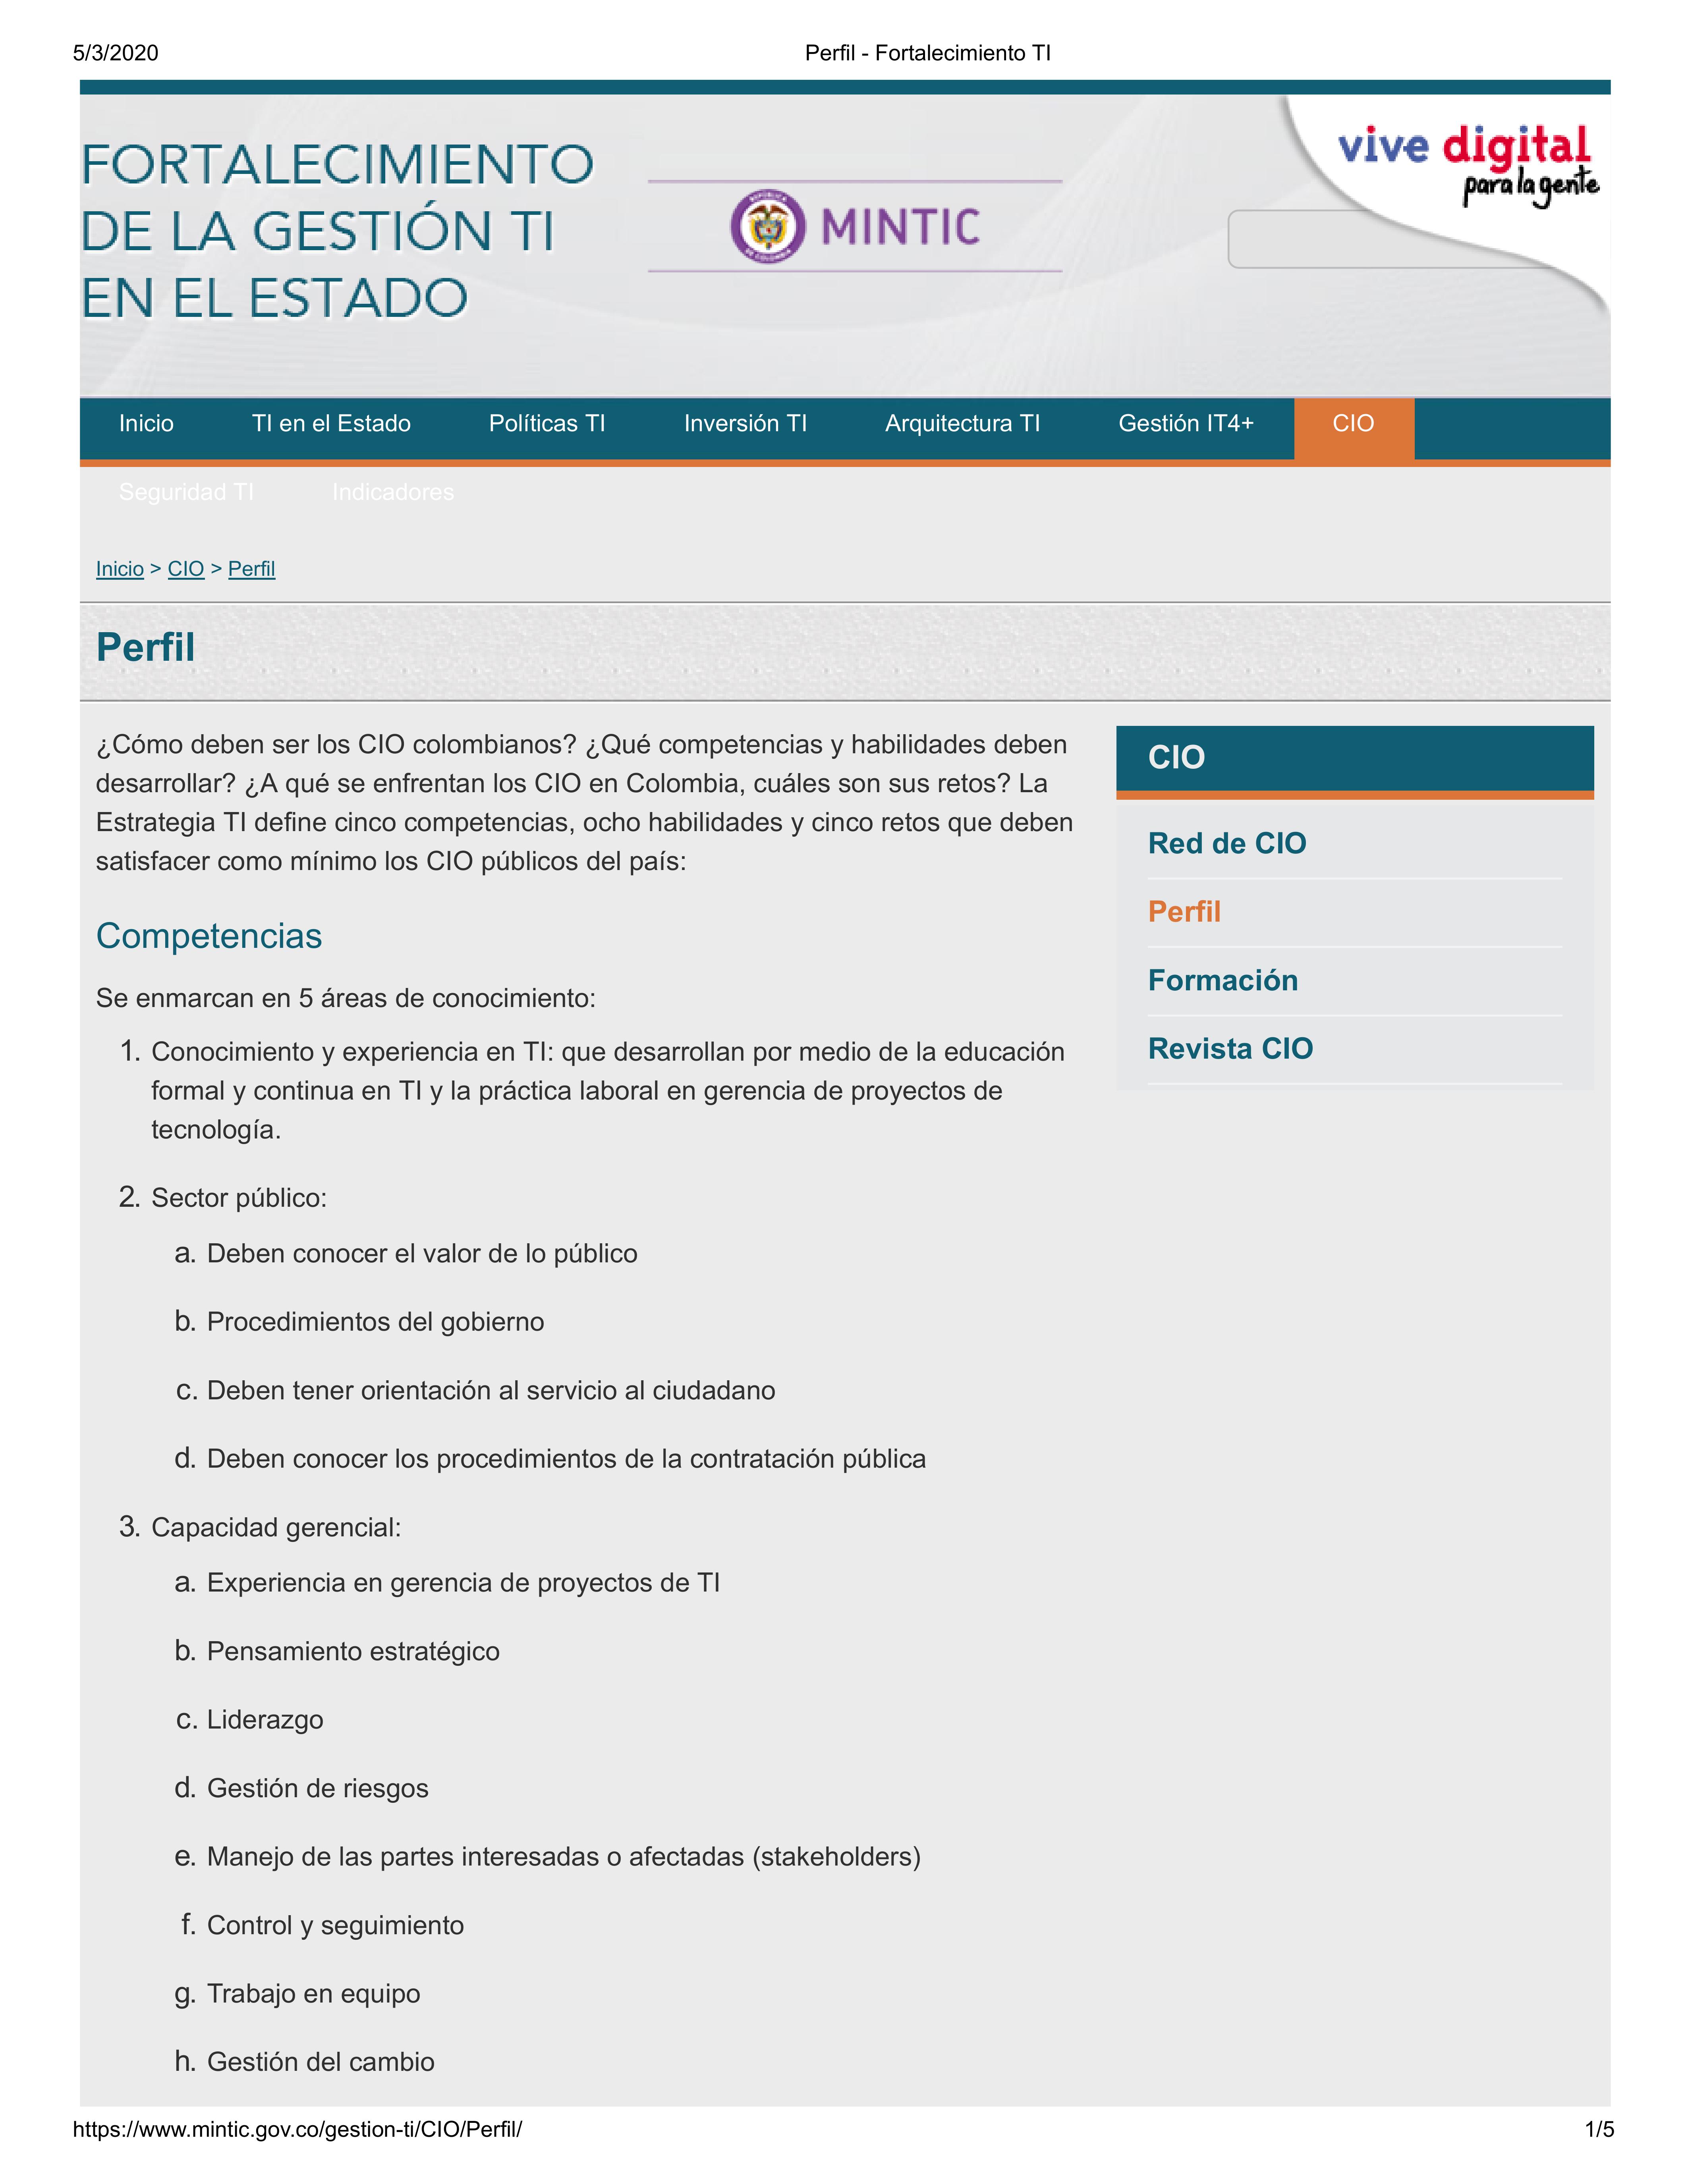 5/3/2020
Perfil - Fortalecimiento TI
FORTALECIMIENTO
DE LA GESTIÓN TI
EN EL ESTADO
REPÚBLICA
DE COLOMBIA
MINTIC
vive digital
para la gente
Inicio
TI en el Estado
Políticas TI
Inversión TI
Arquitectura TI
Gestión IT4+
CIO
Seguridad TI
Indicadores
Inicio > CIO > Perfil
Perfil
¿Cómo deben ser los CIO colombianos? ¿Qué competencias y habilidades deben
desarrollar? ¿A qué se enfrentan los CIO en Colombia, cuáles son sus retos? La
Estrategia TI define cinco competencias, ocho habilidades y cinco retos que deben
satisfacer como mínimo los CIO públicos del país:
Competencias
Se enmarcan en 5 áreas de conocimiento:
1. Conocimiento y experiencia en TI: que desarrollan por medio de la educación
formal y continua en TI y la práctica laboral en gerencia de proyectos de
tecnología.
2. Sector público:
a. Deben conocer el valor de lo público
b. Procedimientos del gobierno
c. Deben tener orientación al servicio al ciudadano
d. Deben conocer los procedimientos de la contratación pública
3. Capacidad gerencial:
a. Experiencia en gerencia de proyectos de TI
b. Pensamiento estratégico
c. Liderazgo
d. Gestión de riesgos
e. Manejo de las partes interesadas o afectadas (stakeholders)
f. Control y seguimiento
g. Trabajo en equipo
h. Gestión del cambio
CIO
Red de CIO
Perfil
Formación
Revista CIO
https://www.mintic.gov.co/gestion-ti/CIO/Perfil/
1/5